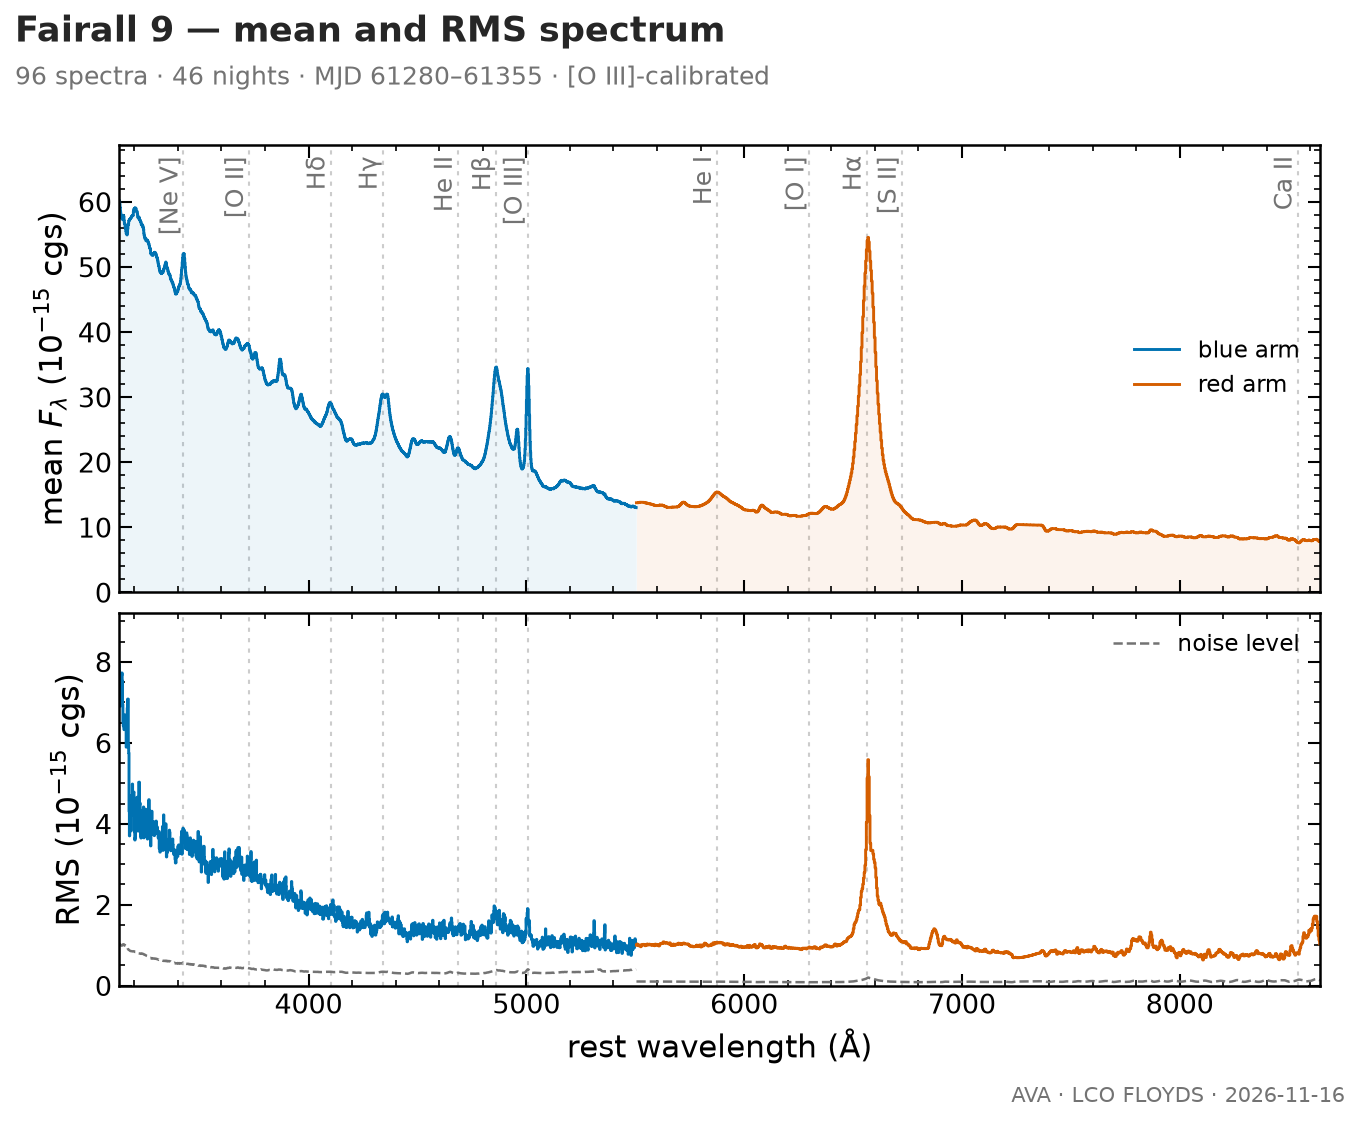 Fairall 9 — mean and RMS spectrum
96 spectra · 46 nights · MJD 61280–61355 · [O III]-calibrated
[Ne V]
[O II]
Hδ
Hγ
He II
Hβ
[O III]
He I
[O I]
Hα
[S II]
Ca II
mean Fλ (10⁻¹⁵ cgs)
60
50
40
30
20
10
0
blue arm
red arm
RMS (10⁻¹⁵ cgs)
8
6
4
2
0
noise level
4000 5000 6000 7000 8000
rest wavelength (Å)
AVA · LCO FLOYDS · 2026-11-16